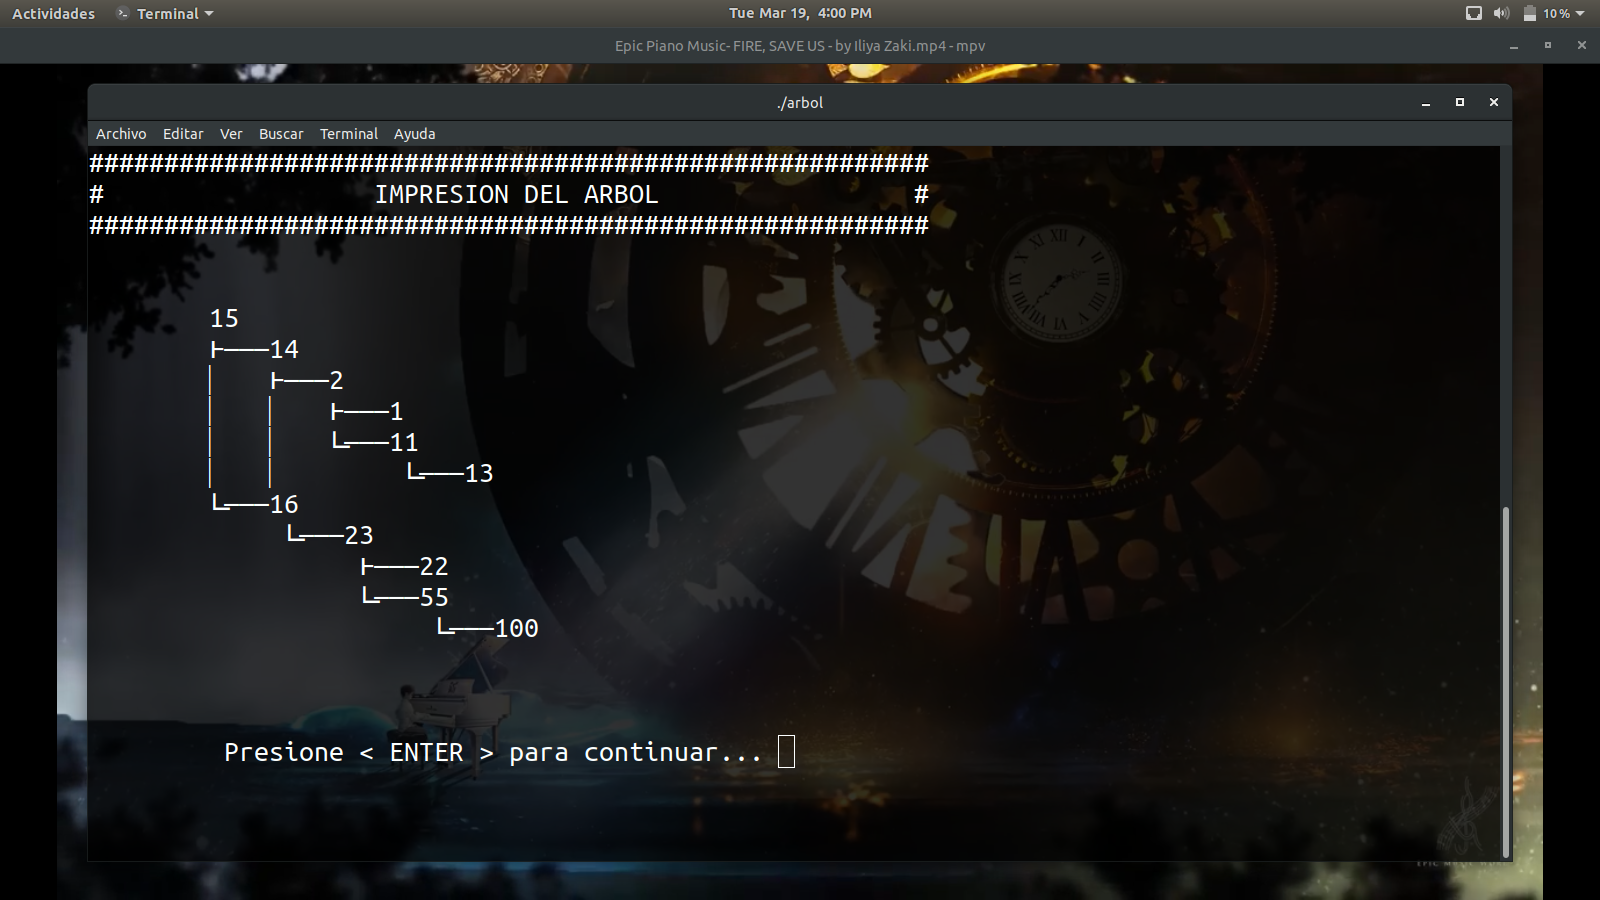 Actividades Terminal Tue Mar 19, 4:00 PM 10 %
Epic Piano Music- FIRE, SAVE US - by Iliya Zaki.mp4 - mpv
./arbol
Archivo Editar Ver Buscar Terminal Ayuda
########################################################
# IMPRESION DEL ARBOL #
########################################################
15
├───14
│ ├───2
│ │ ├───1
│ │ └───11
│ │ └───13
└───16
└───23
├───22
└───55
└───100
Presione < ENTER > para continuar...